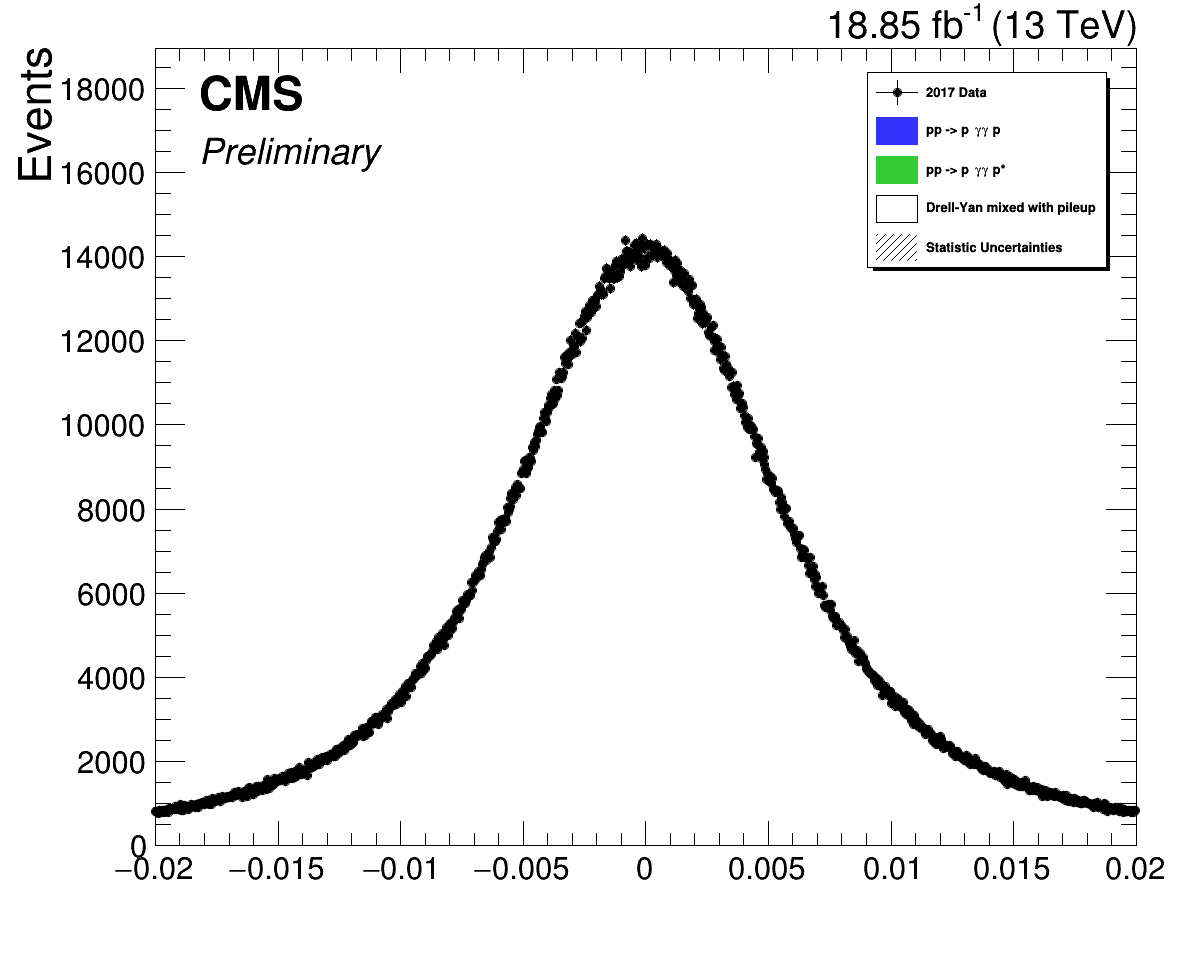 18.85 fb⁻¹ (13 TeV)
Events
CMS
Preliminary
2017 Data
pp -> p γγ p
pp -> p γγ p*
Drell-Yan mixed with pileup
Statistic Uncertainties
18000
16000
14000
12000
10000
8000
6000
4000
2000
0
−0.02 −0.015 −0.01 −0.005 0 0.005 0.01 0.015 0.02